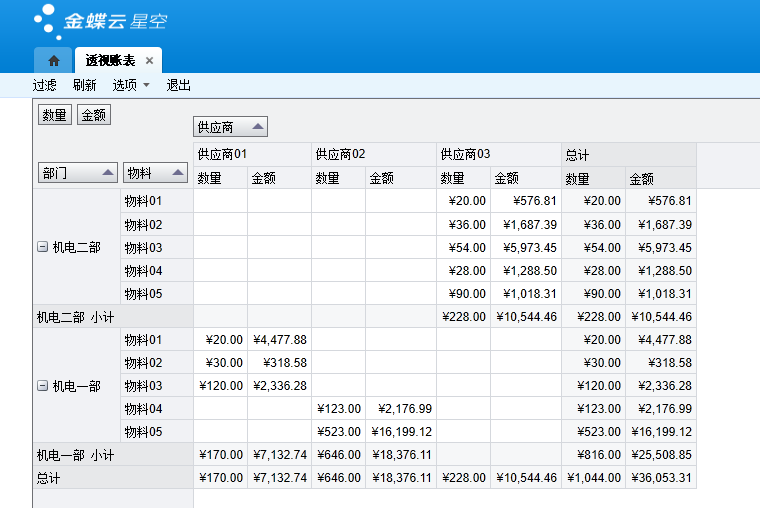 金蝶云 星空
透视账表
过滤 刷新 选项 退出
数量 金额
供应商
供应商01 供应商02 供应商03 总计
部门 物料 数量 金额 数量 金额 数量 金额 数量 金额
物料01 ¥20.00 ¥576.81 ¥20.00 ¥576.81
物料02 ¥36.00 ¥1,687.39 ¥36.00 ¥1,687.39
机电二部 物料03 ¥54.00 ¥5,973.45 ¥54.00 ¥5,973.45
物料04 ¥28.00 ¥1,288.50 ¥28.00 ¥1,288.50
物料05 ¥90.00 ¥1,018.31 ¥90.00 ¥1,018.31
机电二部 小计 ¥228.00 ¥10,544.46 ¥228.00 ¥10,544.46
物料01 ¥20.00 ¥4,477.88 ¥20.00 ¥4,477.88
物料02 ¥30.00 ¥318.58 ¥30.00 ¥318.58
机电一部 物料03 ¥120.00 ¥2,336.28 ¥120.00 ¥2,336.28
物料04 ¥123.00 ¥2,176.99 ¥123.00 ¥2,176.99
物料05 ¥523.00 ¥16,199.12 ¥523.00 ¥16,199.12
机电一部 小计 ¥170.00 ¥7,132.74 ¥646.00 ¥18,376.11 ¥816.00 ¥25,508.85
总计 ¥170.00 ¥7,132.74 ¥646.00 ¥18,376.11 ¥228.00 ¥10,544.46 ¥1,044.00 ¥36,053.31